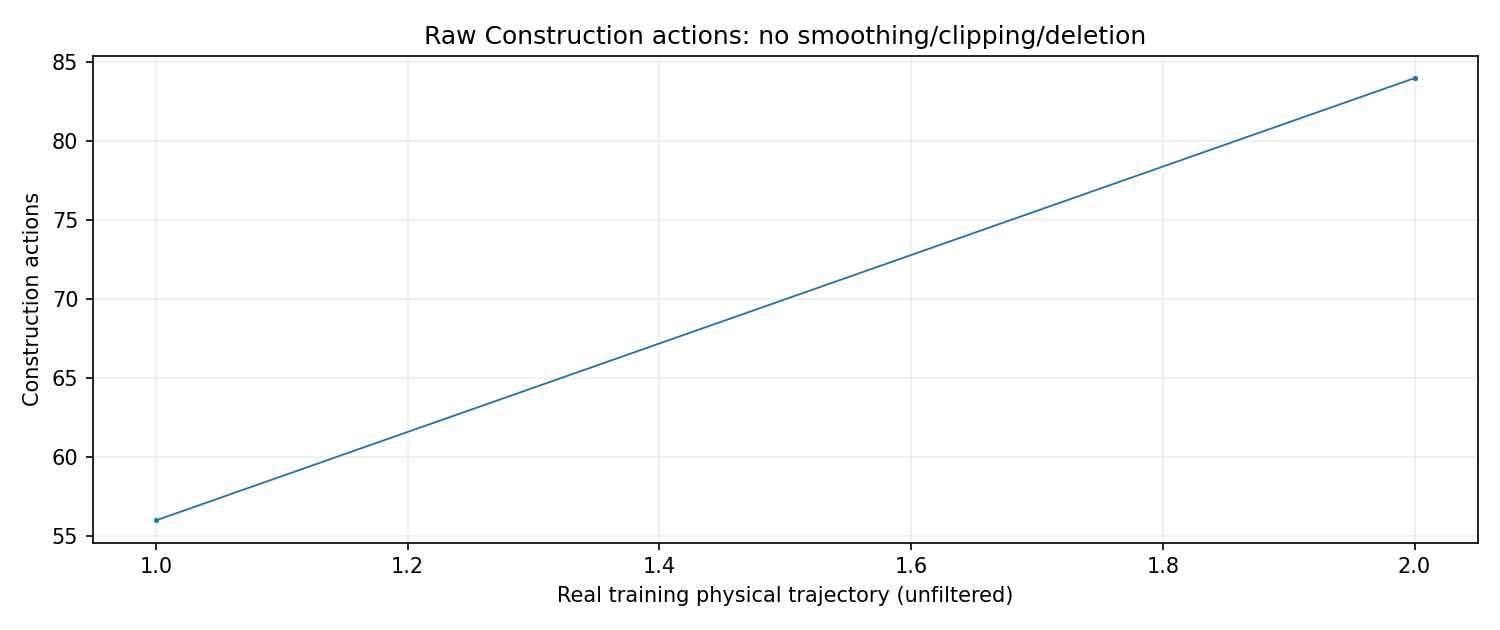 Raw Construction actions: no smoothing/clipping/deletion
85
80
75
70
65
60
55
Construction actions
1.0 1.2 1.4 1.6 1.8 2.0
Real training physical trajectory (unfiltered)